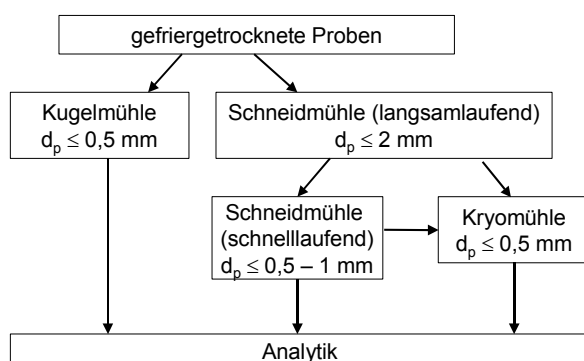 gefriergetrocknete Proben
Kugelmühle
dp ≤ 0,5 mm
Schneidmühle (langsamlaufend)
dp ≤ 2 mm
Schneidmühle
(schnelllaufend)
dp ≤ 0,5 – 1 mm
Kryomühle
dp ≤ 0,5 mm
Analytik